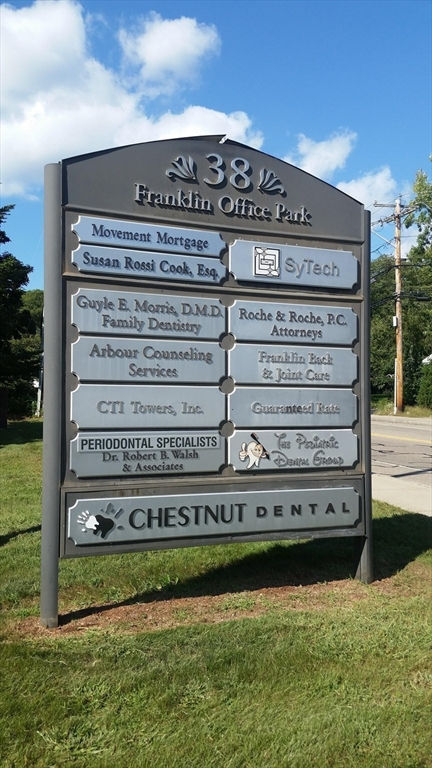 38
Franklin Office Park
Movement Mortgage
Susan Rossi Cook, Esq.
SyTech
Guyle E. Morris, D.M.D.
Family Dentistry
Roche & Roche, P.C.
Attorneys
Arbour Counseling
Services
Franklin Back
& Joint Care
CTI Towers, Inc.
Guaranteed Rate
PERIODONTAL SPECIALISTS
Dr. Robert B. Walsh
& Associates
The Pediatric
Dental Group
CHESTNUT DENTAL